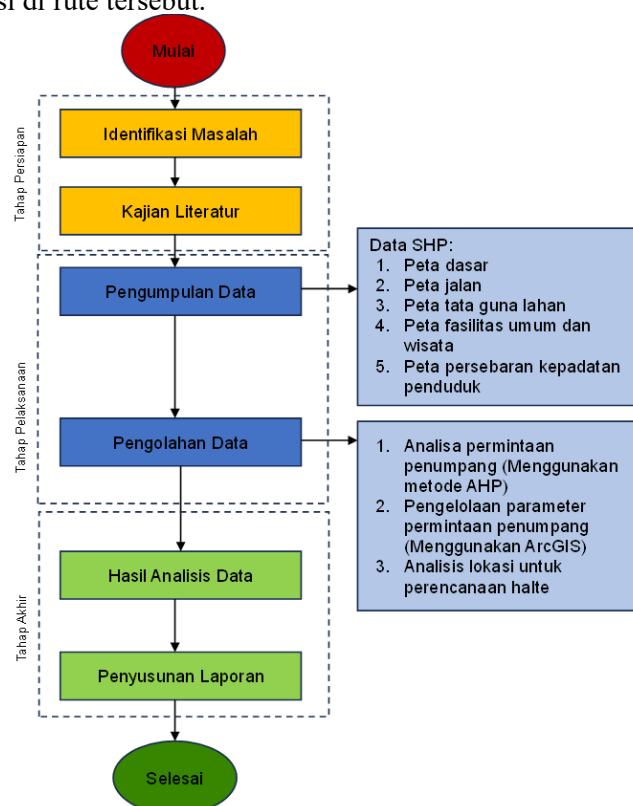 si di rute tersebut.
Mulai
Tahap Persiapan
Identifikasi Masalah
Kajian Literatur
Tahap Pelaksanaan
Pengumpulan Data
Data SHP:
1. Peta dasar
2. Peta jalan
3. Peta tata guna lahan
4. Peta fasilitas umum dan
wisata
5. Peta persebaran kepadatan
penduduk
Pengolahan Data
1. Analisa permintaan
penumpang (Menggunakan
metode AHP)
2. Pengelolaan parameter
permintaan penumpang
(Menggunakan ArcGIS)
3. Analisis lokasi untuk
perencanaan halte
Tahap Akhir
Hasil Analisis Data
Penyusunan Laporan
Selesai